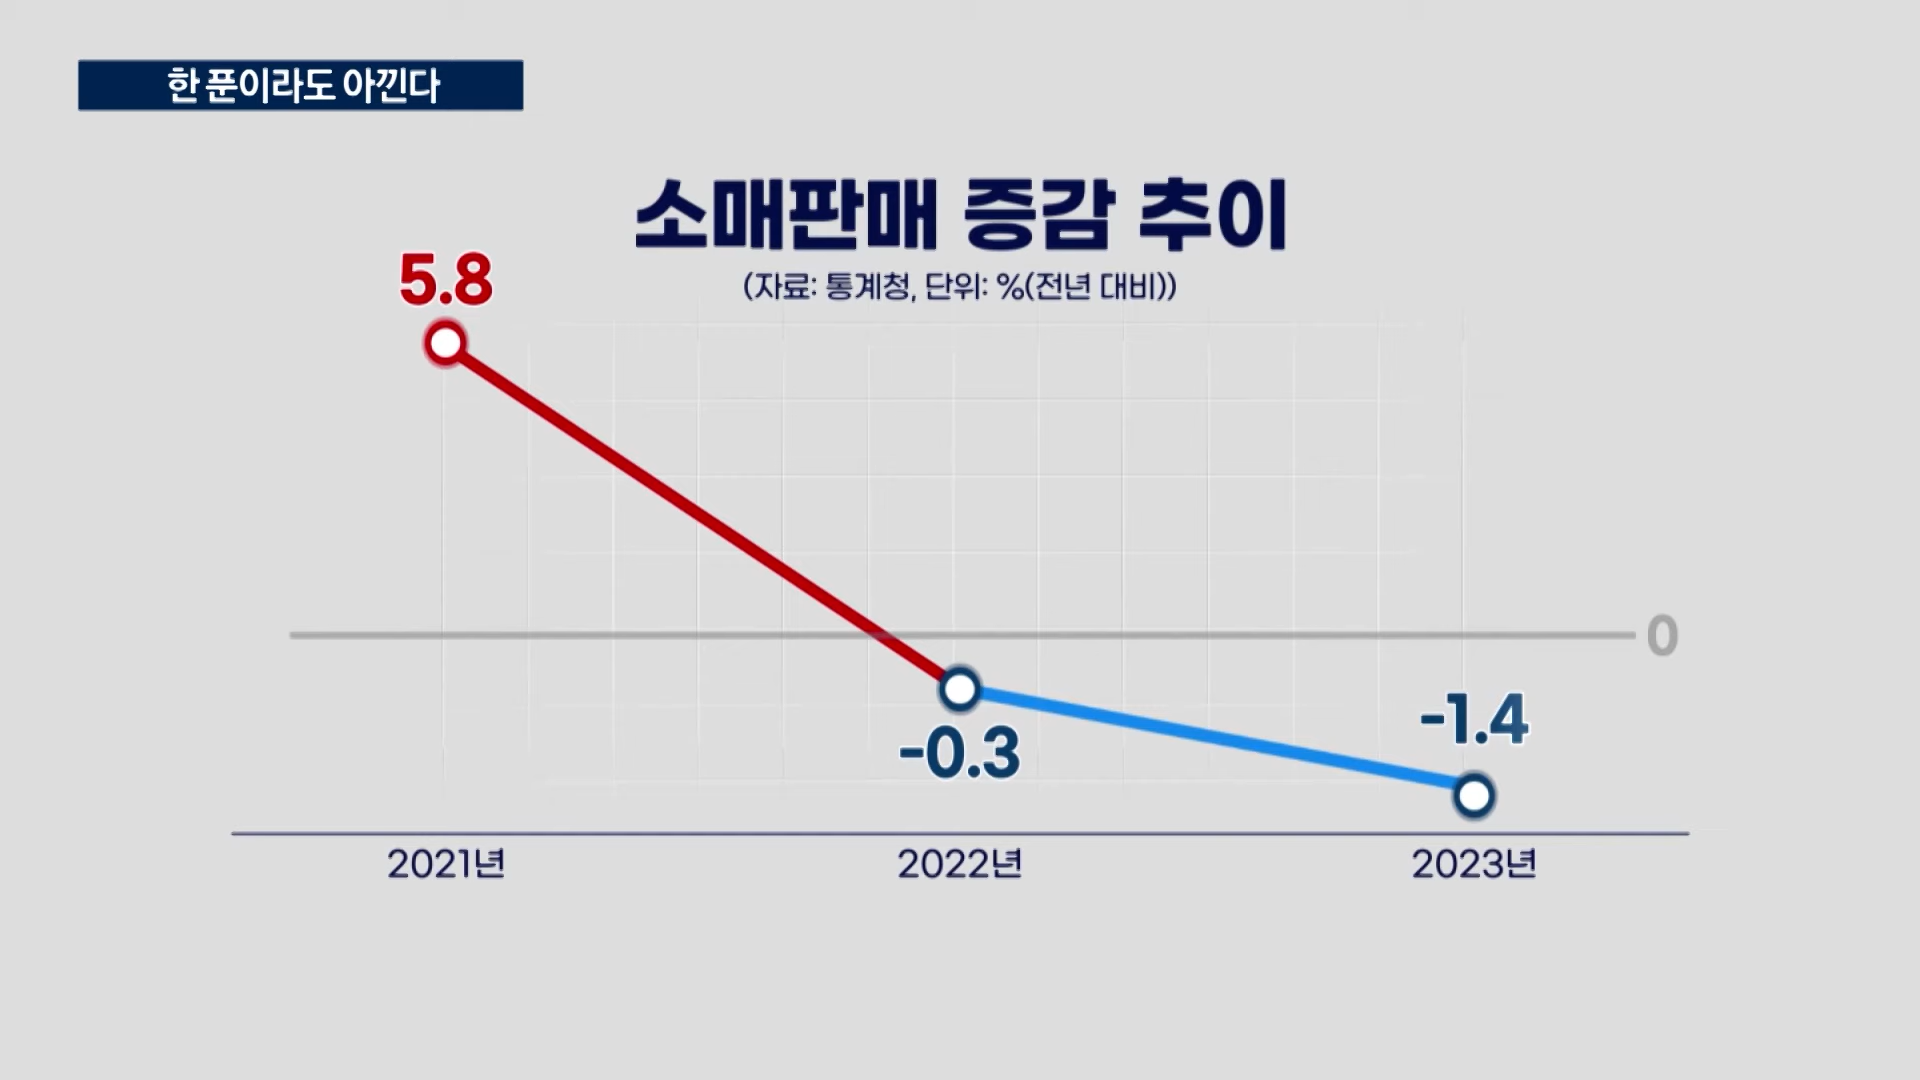 한 푼이라도 아낀다
소매판매 증감 추이
(자료: 통계청, 단위: %(전년 대비))
5.8
0
-0.3
-1.4
2021년 2022년 2023년